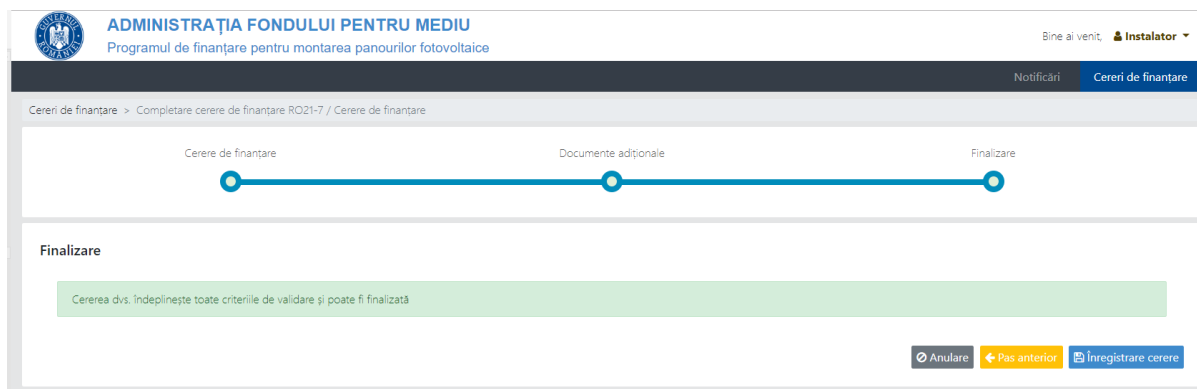 GUVERNUL ROMÂNIEI
ADMINISTRAȚIA FONDULUI PENTRU MEDIU
Programul de finanțare pentru montarea panourilor fotovoltaice
Bine ai venit, Instalator
Notificări Cereri de finanțare
Cereri de finanțare > Completare cerere de finanțare RO21-7 / Cerere de finanțare
Cerere de finanțare Documente adiționale Finalizare
Finalizare
Cererea dvs. îndeplinește toate criteriile de validare și poate fi finalizată
Anulare Pas anterior Înregistrare cerere